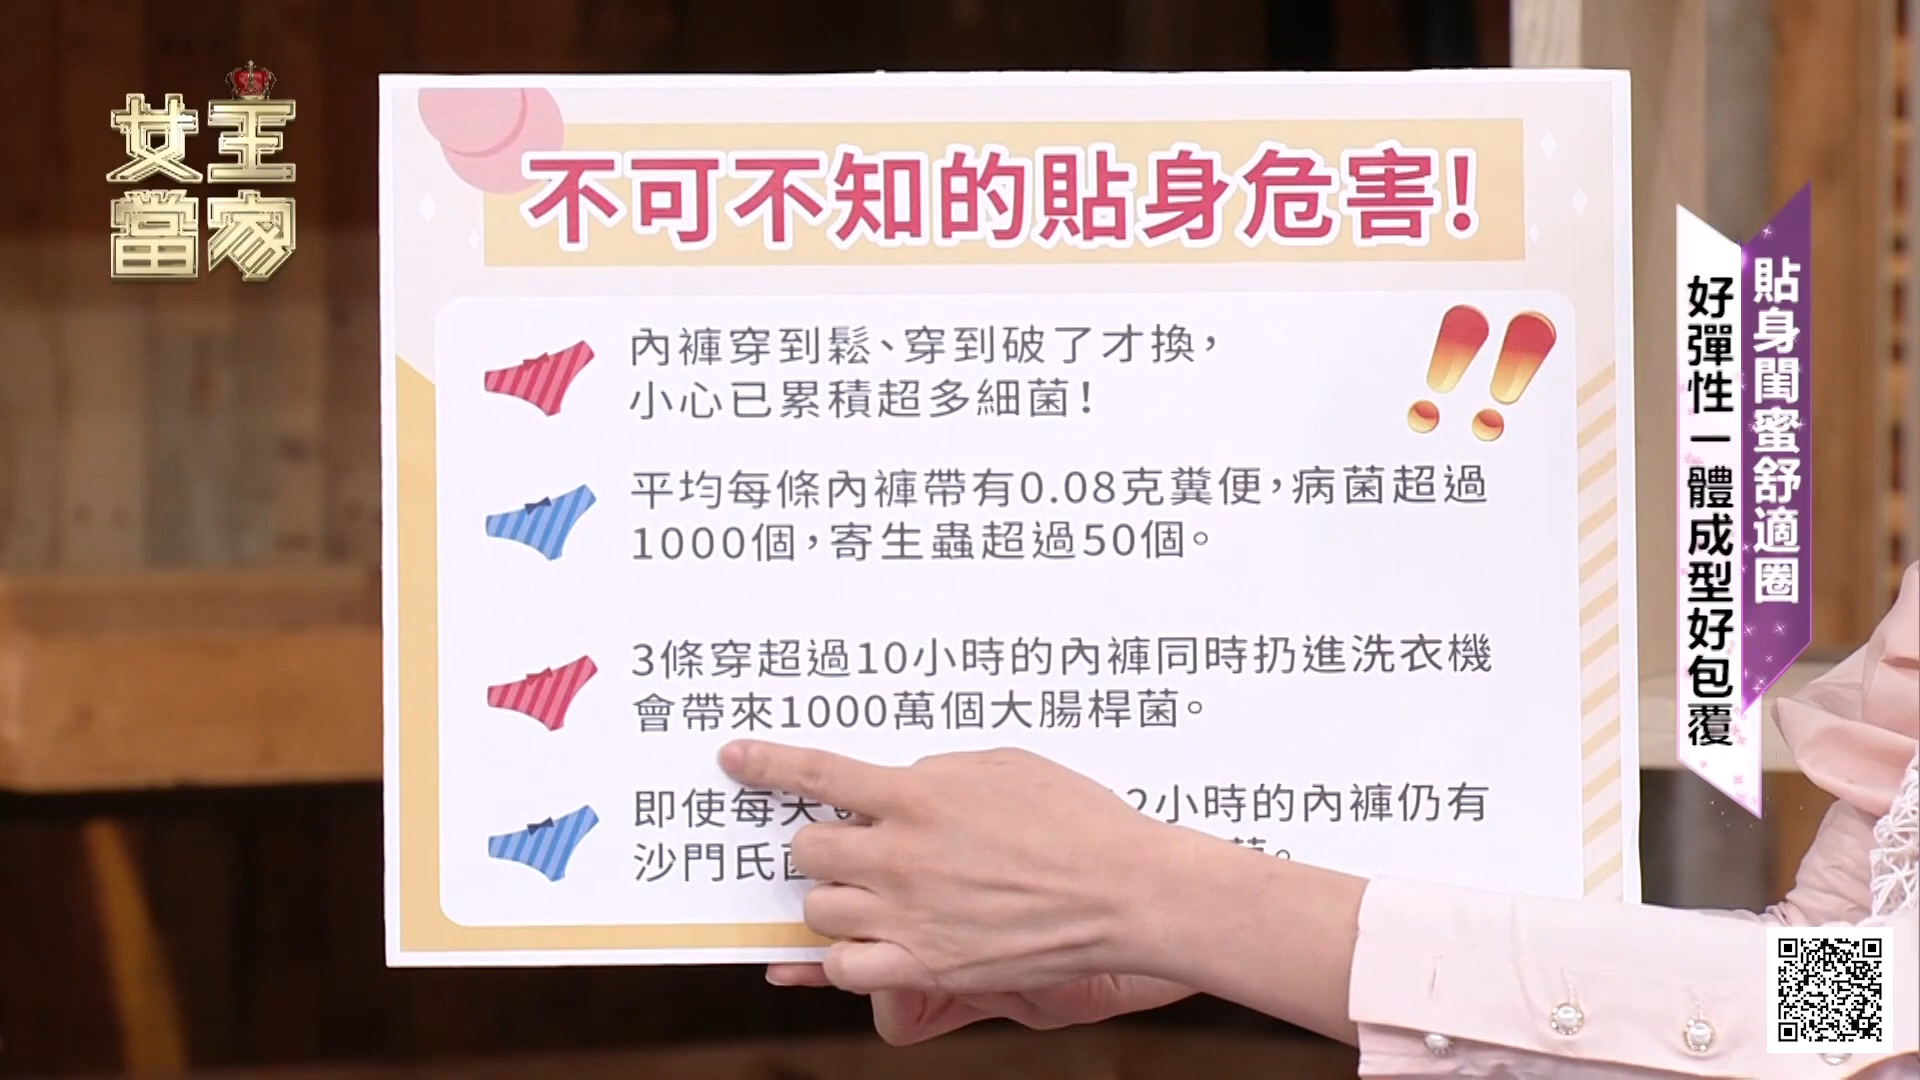 女王
當家
不可不知的貼身危害!
內褲穿到鬆、穿到破了才換,
小心已累積超多細菌!
平均每條內褲帶有0.08克糞便,病菌超過
1000個,寄生蟲超過50個。
3條穿超過10小時的內褲同時扔進洗衣機
會帶來1000萬個大腸桿菌。
即使每天
2小時的內褲仍有
沙門氏菌
貼身閨蜜舒適圈
好彈性一體成型好包覆